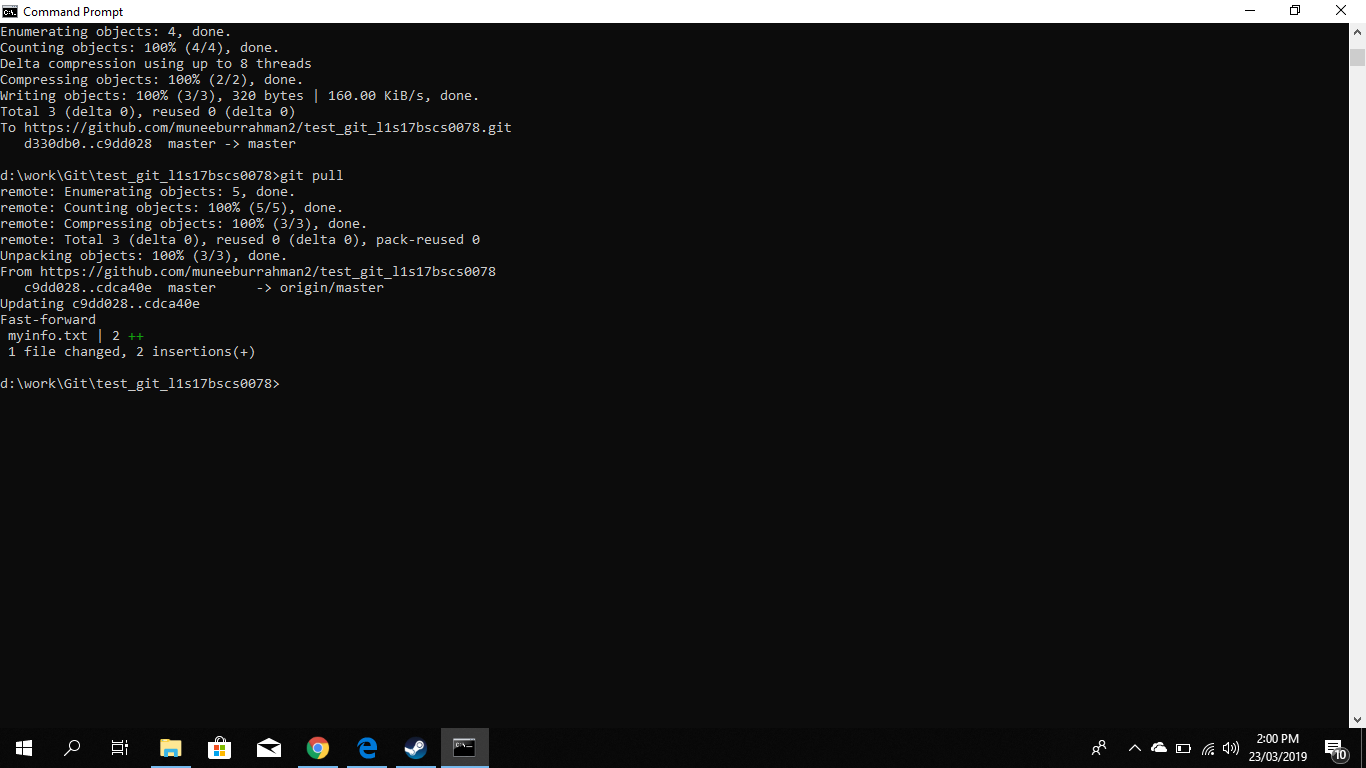 Command Prompt
Enumerating objects: 4, done.
Counting objects: 100% (4/4), done.
Delta compression using up to 8 threads
Compressing objects: 100% (2/2), done.
Writing objects: 100% (3/3), 320 bytes | 160.00 KiB/s, done.
Total 3 (delta 0), reused 0 (delta 0)
To https://github.com/muneeburrahman2/test_git_l1s17bscs0078.git
   d330db0..c9dd028  master -> master
d:\work\Git\test_git_l1s17bscs0078>git pull
remote: Enumerating objects: 5, done.
remote: Counting objects: 100% (5/5), done.
remote: Compressing objects: 100% (3/3), done.
remote: Total 3 (delta 0), reused 0 (delta 0), pack-reused 0
Unpacking objects: 100% (3/3), done.
From https://github.com/muneeburrahman2/test_git_l1s17bscs0078
   c9dd028..cdca40e  master     -> origin/master
Updating c9dd028..cdca40e
Fast-forward
 myinfo.txt | 2 ++
 1 file changed, 2 insertions(+)
d:\work\Git\test_git_l1s17bscs0078>
2:00 PM
23/03/2019
10